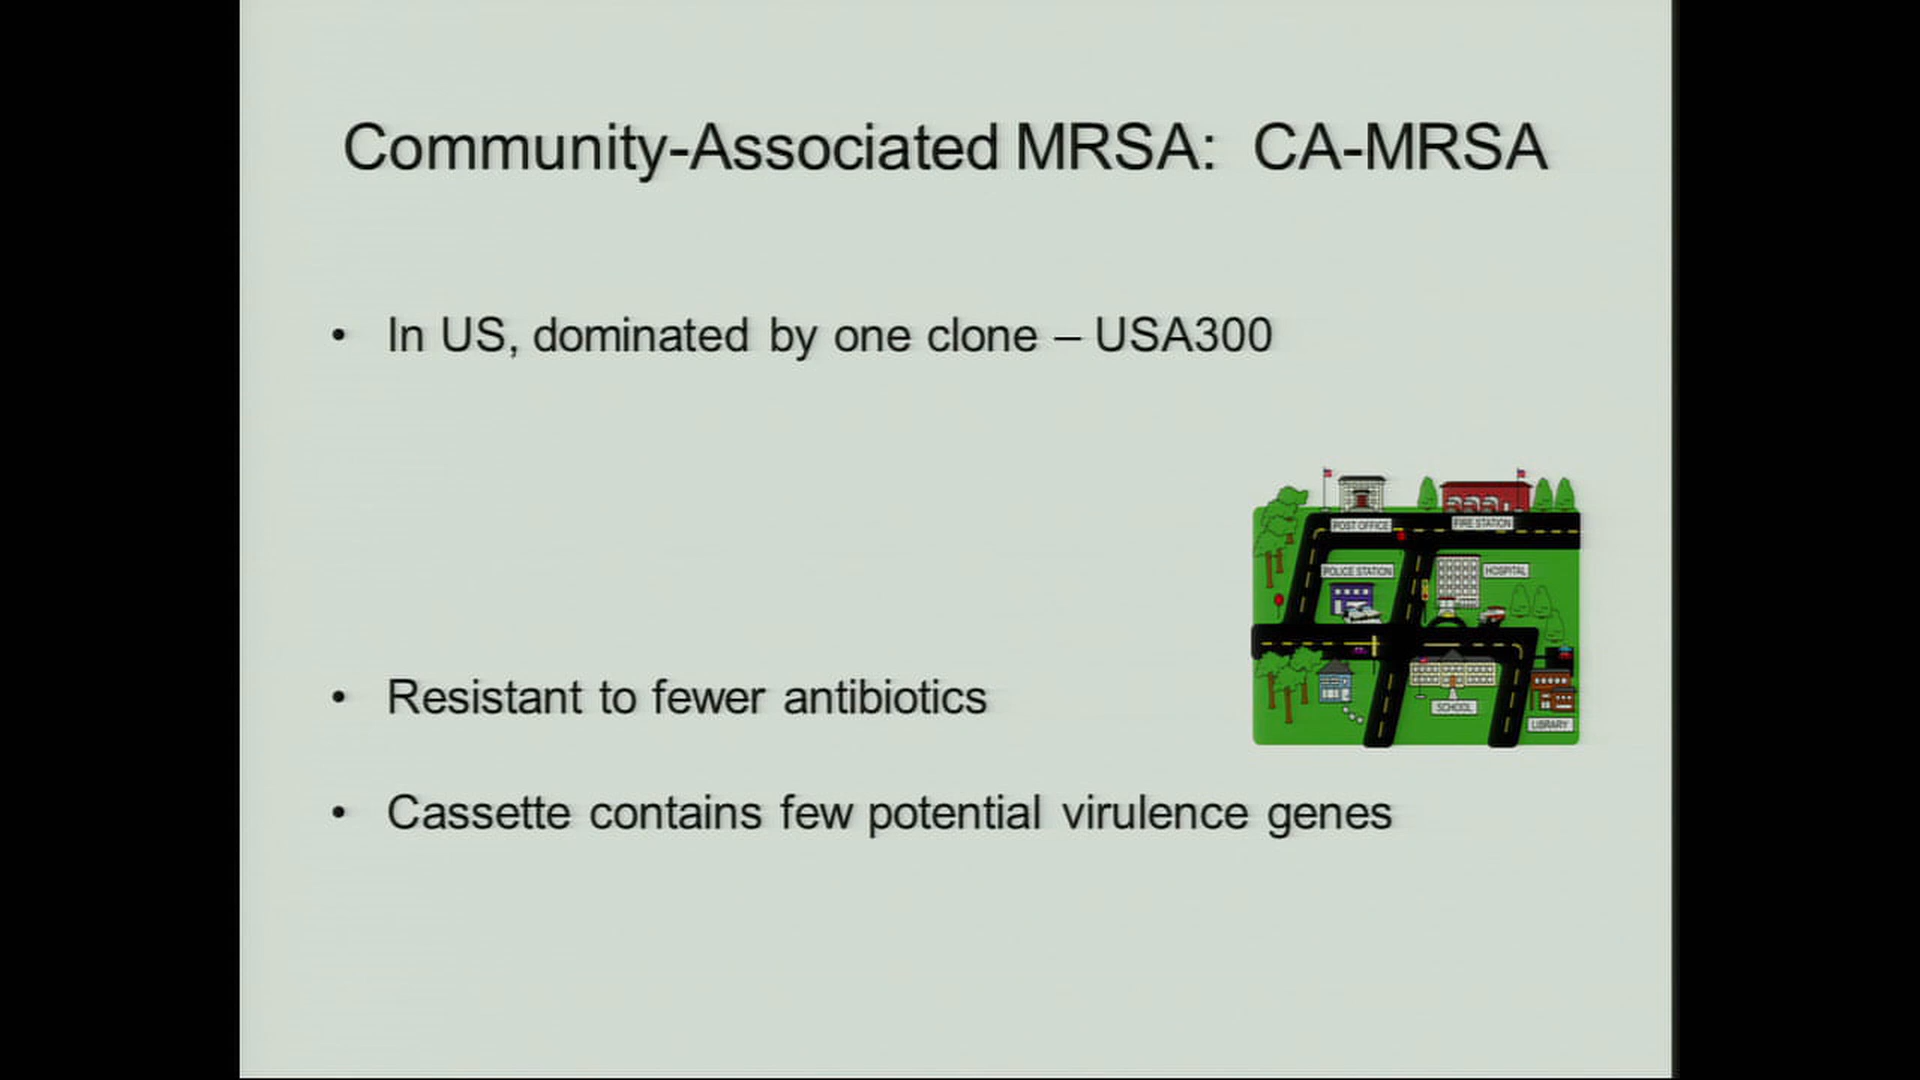 Community-Associated MRSA: CA-MRSA
• In US, dominated by one clone – USA300
POST OFFICE
FIRE STATION
POLICE STATION
HOSPITAL
• Resistant to fewer antibiotics
SCHOOL
LIBRARY
• Cassette contains few potential virulence genes